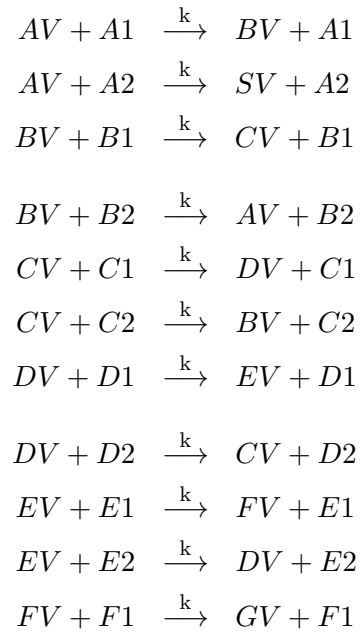 AV + A1 —k→ BV + A1
AV + A2 —k→ SV + A2
BV + B1 —k→ CV + B1
BV + B2 —k→ AV + B2
CV + C1 —k→ DV + C1
CV + C2 —k→ BV + C2
DV + D1 —k→ EV + D1
DV + D2 —k→ CV + D2
EV + E1 —k→ FV + E1
EV + E2 —k→ DV + E2
FV + F1 —k→ GV + F1